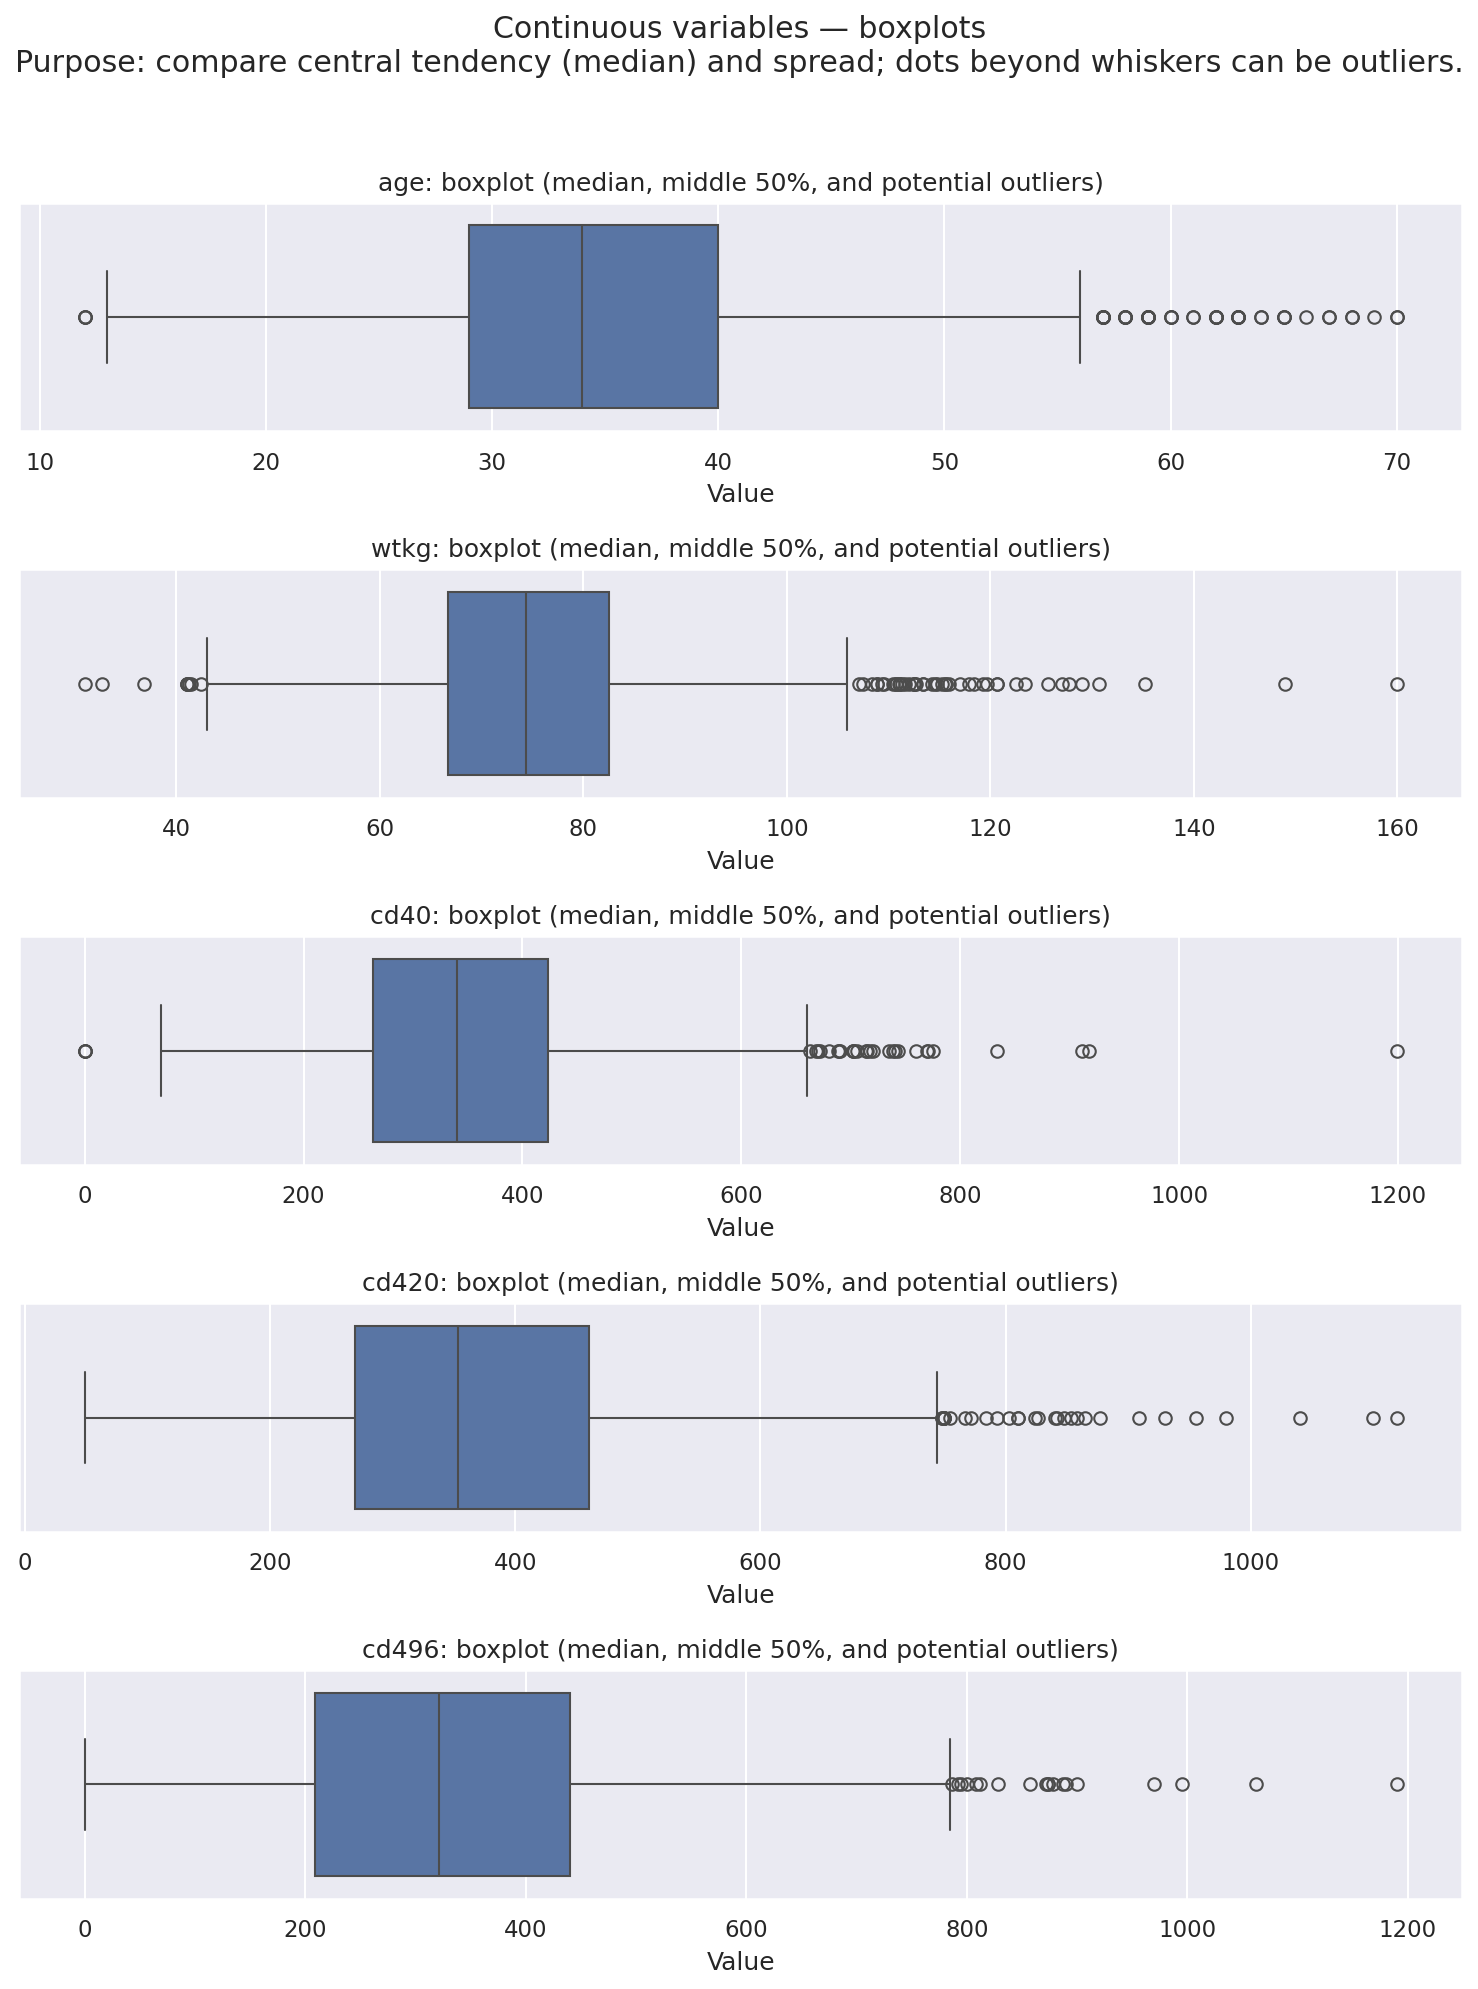 Continuous variables — boxplots
Purpose: compare central tendency (median) and spread; dots beyond whiskers can be outliers.
age: boxplot (median, middle 50%, and potential outliers)
10 20 30 40 50 60 70
Value
wtkg: boxplot (median, middle 50%, and potential outliers)
40 60 80 100 120 140 160
Value
cd40: boxplot (median, middle 50%, and potential outliers)
0 200 400 600 800 1000 1200
Value
cd420: boxplot (median, middle 50%, and potential outliers)
0 200 400 600 800 1000
Value
cd496: boxplot (median, middle 50%, and potential outliers)
0 200 400 600 800 1000 1200
Value